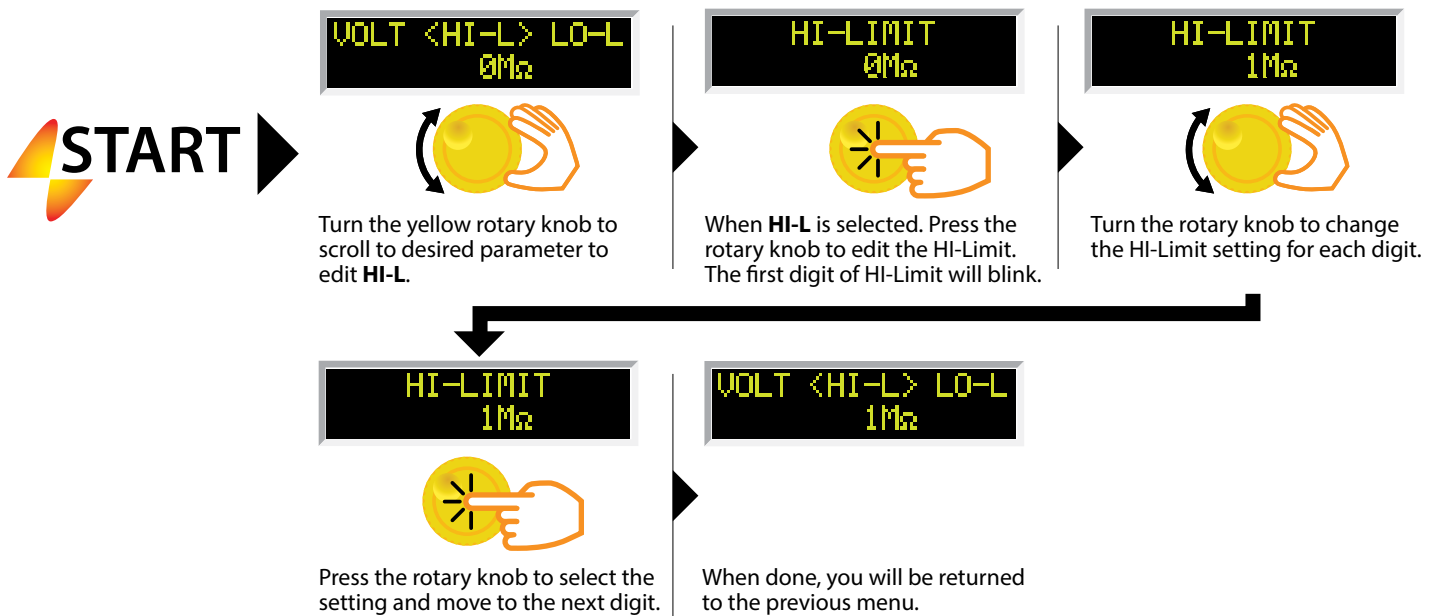 START
VOLT <HI-L> LO-L
0MΩ
Turn the yellow rotary knob to
scroll to desired parameter to
edit HI-L.
HI-LIMIT
0MΩ
When HI-L is selected. Press the
rotary knob to edit the HI-Limit.
The first digit of HI-Limit will blink.
HI-LIMIT
1MΩ
Turn the rotary knob to change
the HI-Limit setting for each digit.
HI-LIMIT
1MΩ
Press the rotary knob to select the
setting and move to the next digit.
VOLT <HI-L> LO-L
1MΩ
When done, you will be returned
to the previous menu.